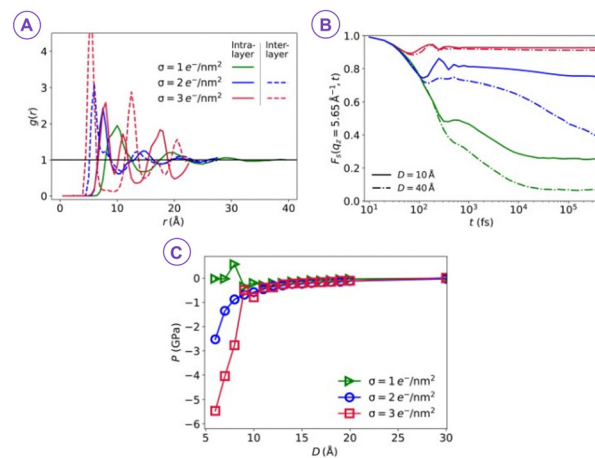 A
4
3
2
1
0
g(r)
0 10 20 30 40
r (Å)
Intra- Inter-
layer layer
σ = 1 e⁻/nm²
σ = 2 e⁻/nm²
σ = 3 e⁻/nm²
B
1.0
0.8
0.6
0.4
0.2
0.0
Fₛ(q_z = 5.65 Å⁻¹, t)
D = 10 Å
D = 40 Å
10¹ 10² 10³ 10⁴ 10⁵
t (fs)
C
0
−1
−2
−3
−4
−5
−6
P (GPa)
σ = 1 e⁻/nm²
σ = 2 e⁻/nm²
σ = 3 e⁻/nm²
5 10 15 20 25 30
D (Å)